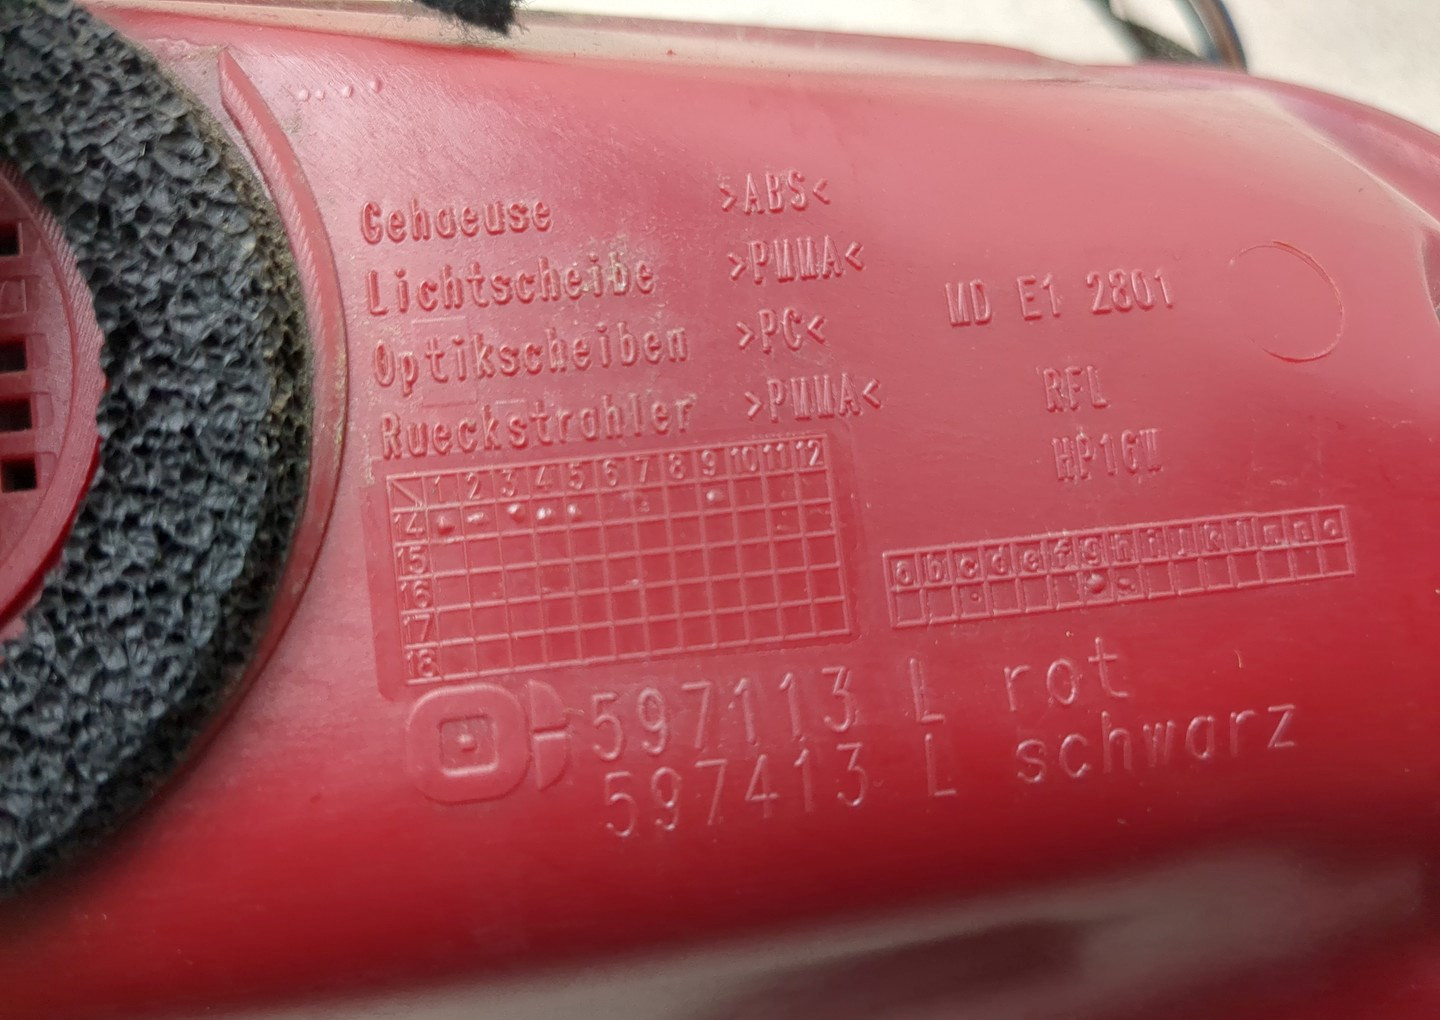 Gehaeuse >ABS<
Lichtscheibe >PMMA<
Optikscheiben >PC<
Rueckstrahler >PMMA<
MD E1 2801
RFL
HP16W
1 2 3 4 5 6 7 8 9 10 11 12
14
15
16
17
18
a b c d e f g h i j k l m n o
597113 L rot
597413 L schwarz